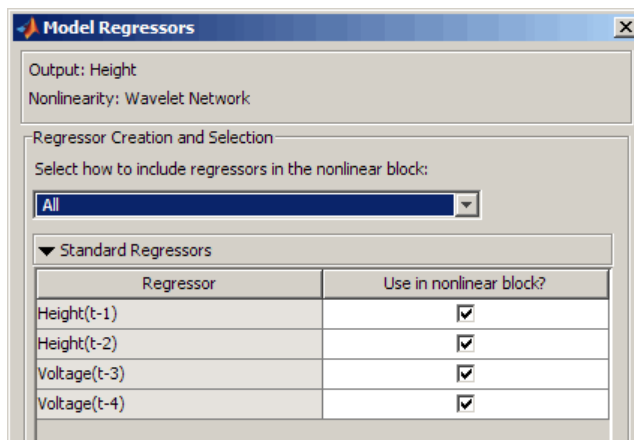 Model Regressors
Output: Height
Nonlinearity: Wavelet Network
Regressor Creation and Selection
Select how to include regressors in the nonlinear block:
All
Standard Regressors
Regressor Use in nonlinear block?
Height(t-1)
Height(t-2)
Voltage(t-3)
Voltage(t-4)